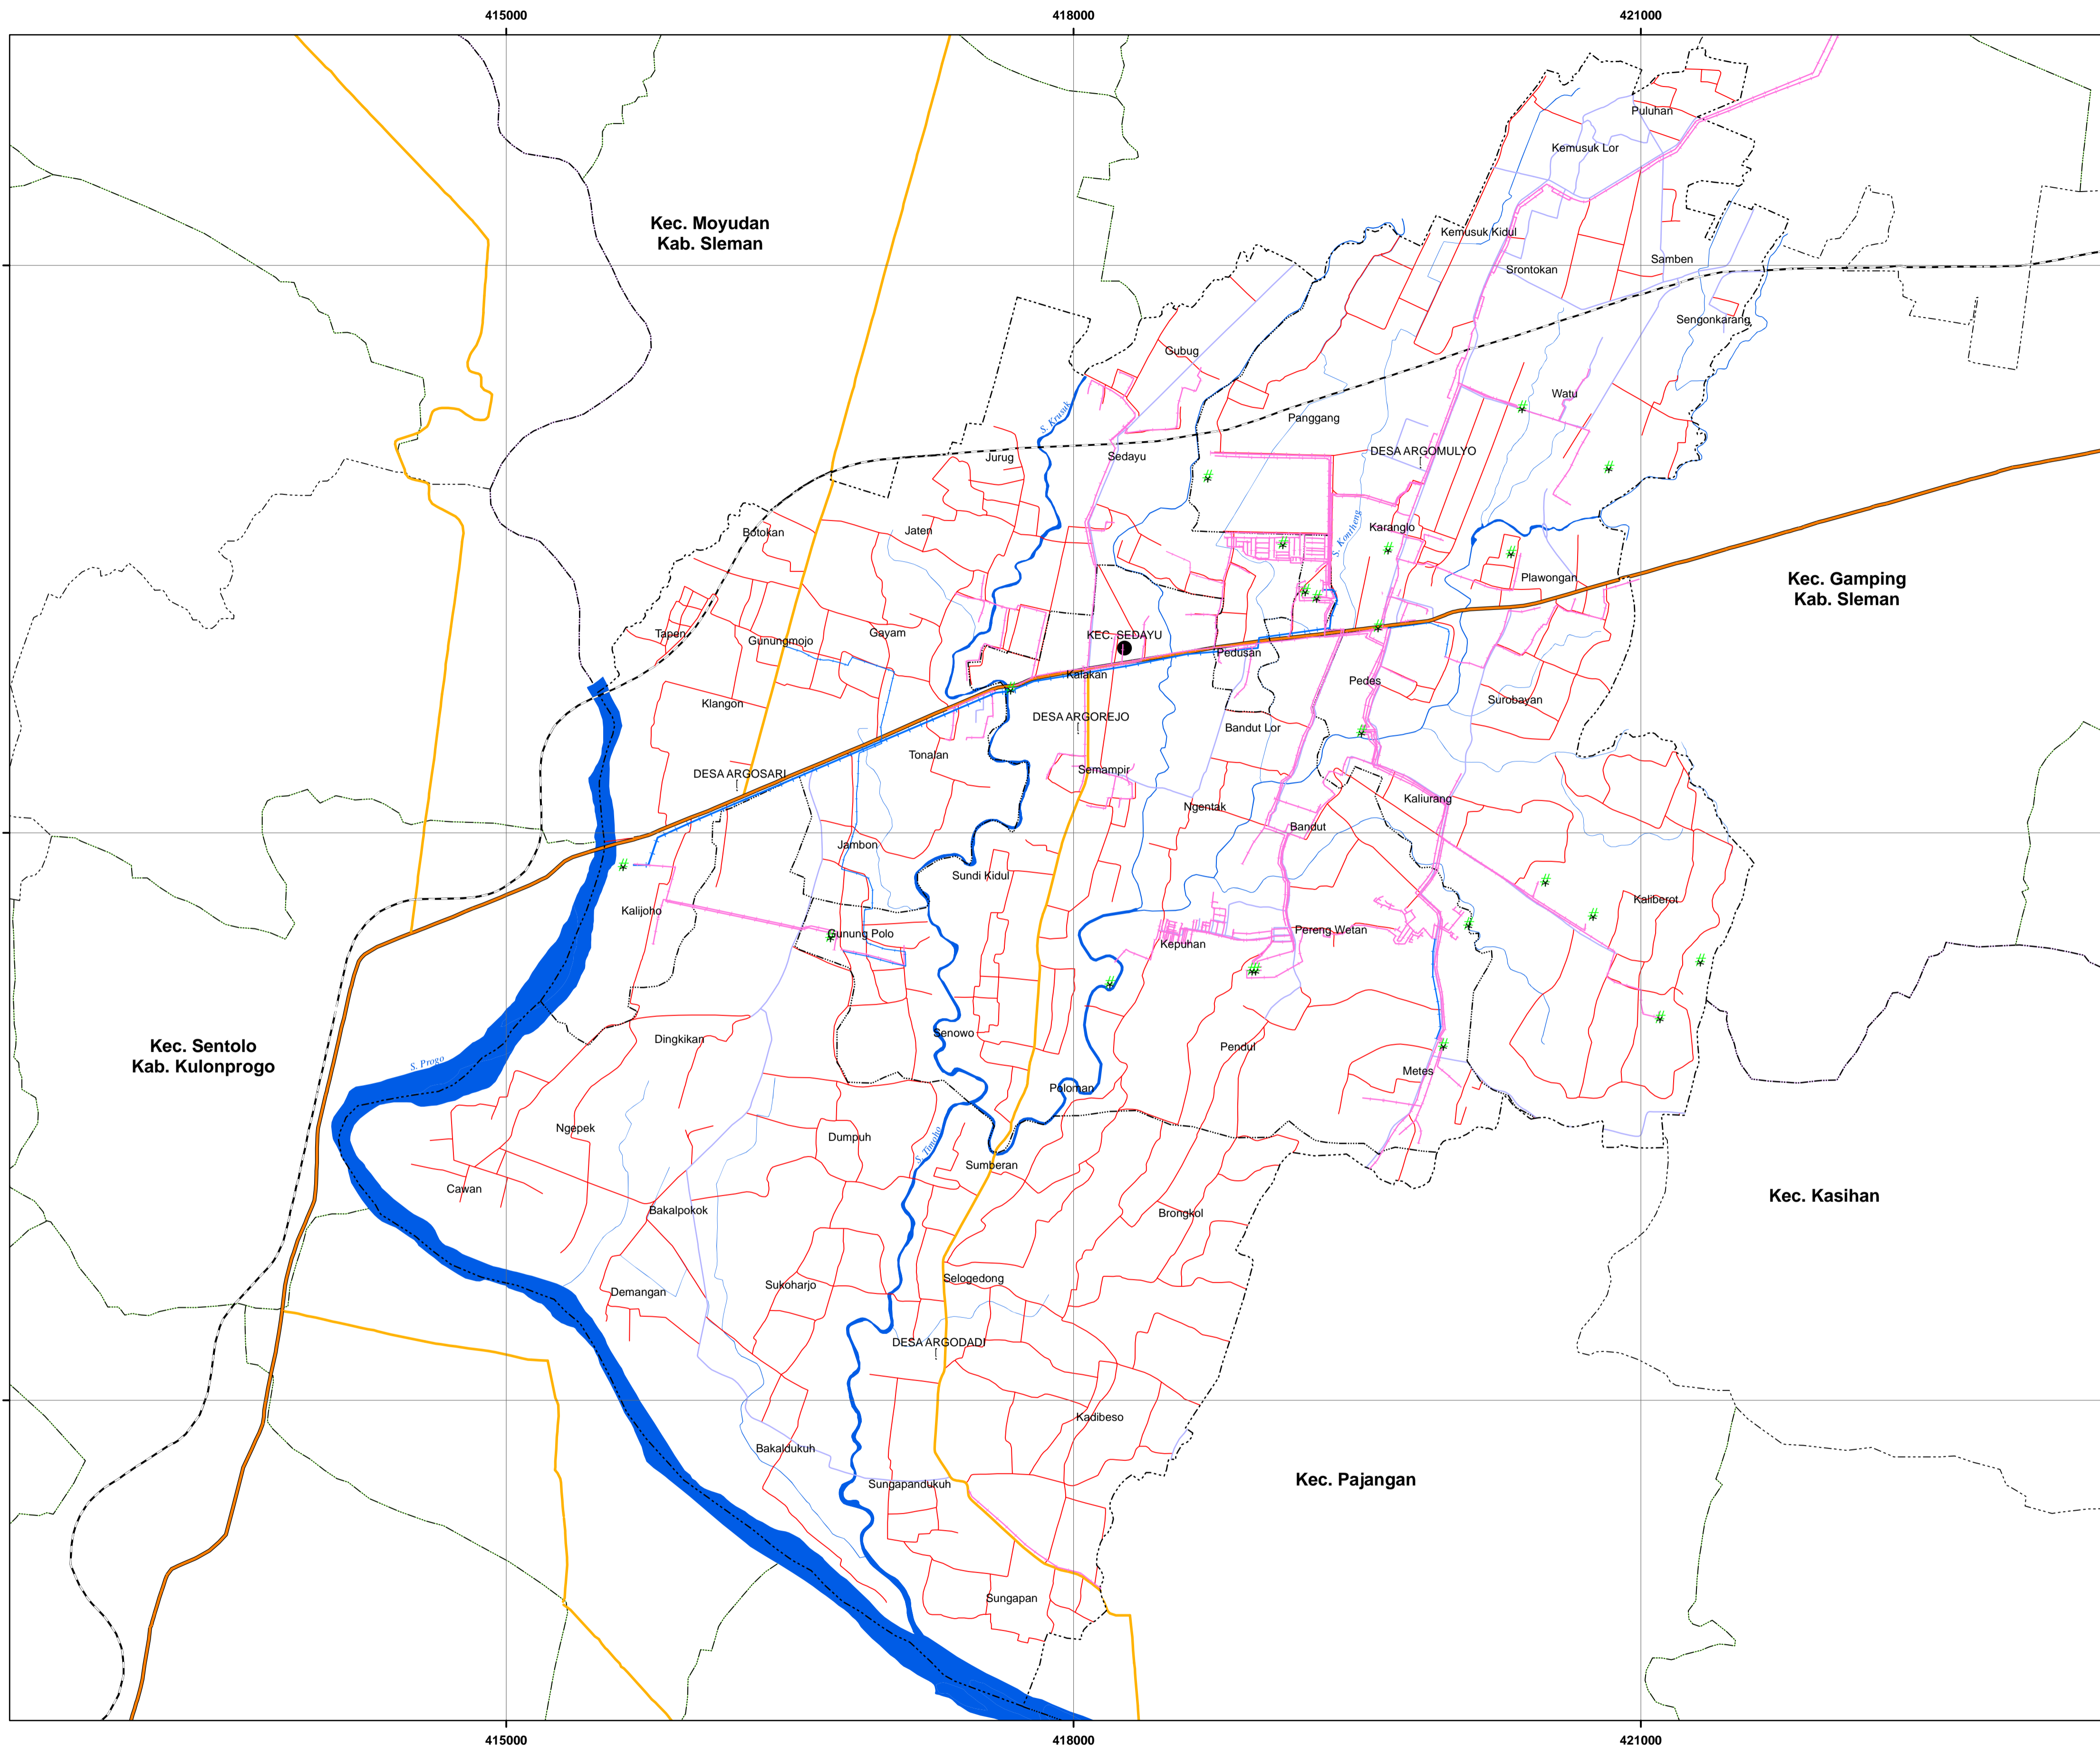 415000
418000
421000
Puluhan
Kemusuk Lor
Kec. Moyudan
Kab. Sleman
Kemusuk Kidul
Samben
Srontokan
Sengonkarang
Gubug
Watu
S. Krusuk
Panggang
DESA ARGOMULYO
Sedayu
Jurug
Karanglo
S. Konteng
Jaten
Botokan
Plawongan
Kec. Gamping
Kab. Sleman
Tapen
Gayam
KEC. SEDAYU
Gunungmojo
Pedusan
Kalakan
Pedes
Klangon
Surobayan
DESA ARGOREJO
Bandut Lor
Tonalan
DESA ARGOSARI
Semampir
Kaliurang
Ngentak
Bandut
Jambon
Sundi Kidul
Kaliberot
Kalijoho
Gunung Polo
Pereng Wetan
Kepuhan
Senowo
Dingkikan
Pendul
Kec. Sentolo
Kab. Kulonprogo
S. Progo
Metes
Poloman
Ngepek
Dumpuh
S. Timoho
Sumberan
Cawan
Kec. Kasihan
Bakalpokok
Brongkol
Selogedong
Sukoharjo
Demangan
DESA ARGODADI
Kadibeso
Bakaldukuh
Kec. Pajangan
Sungapandukuh
Sungapan
415000
418000
421000